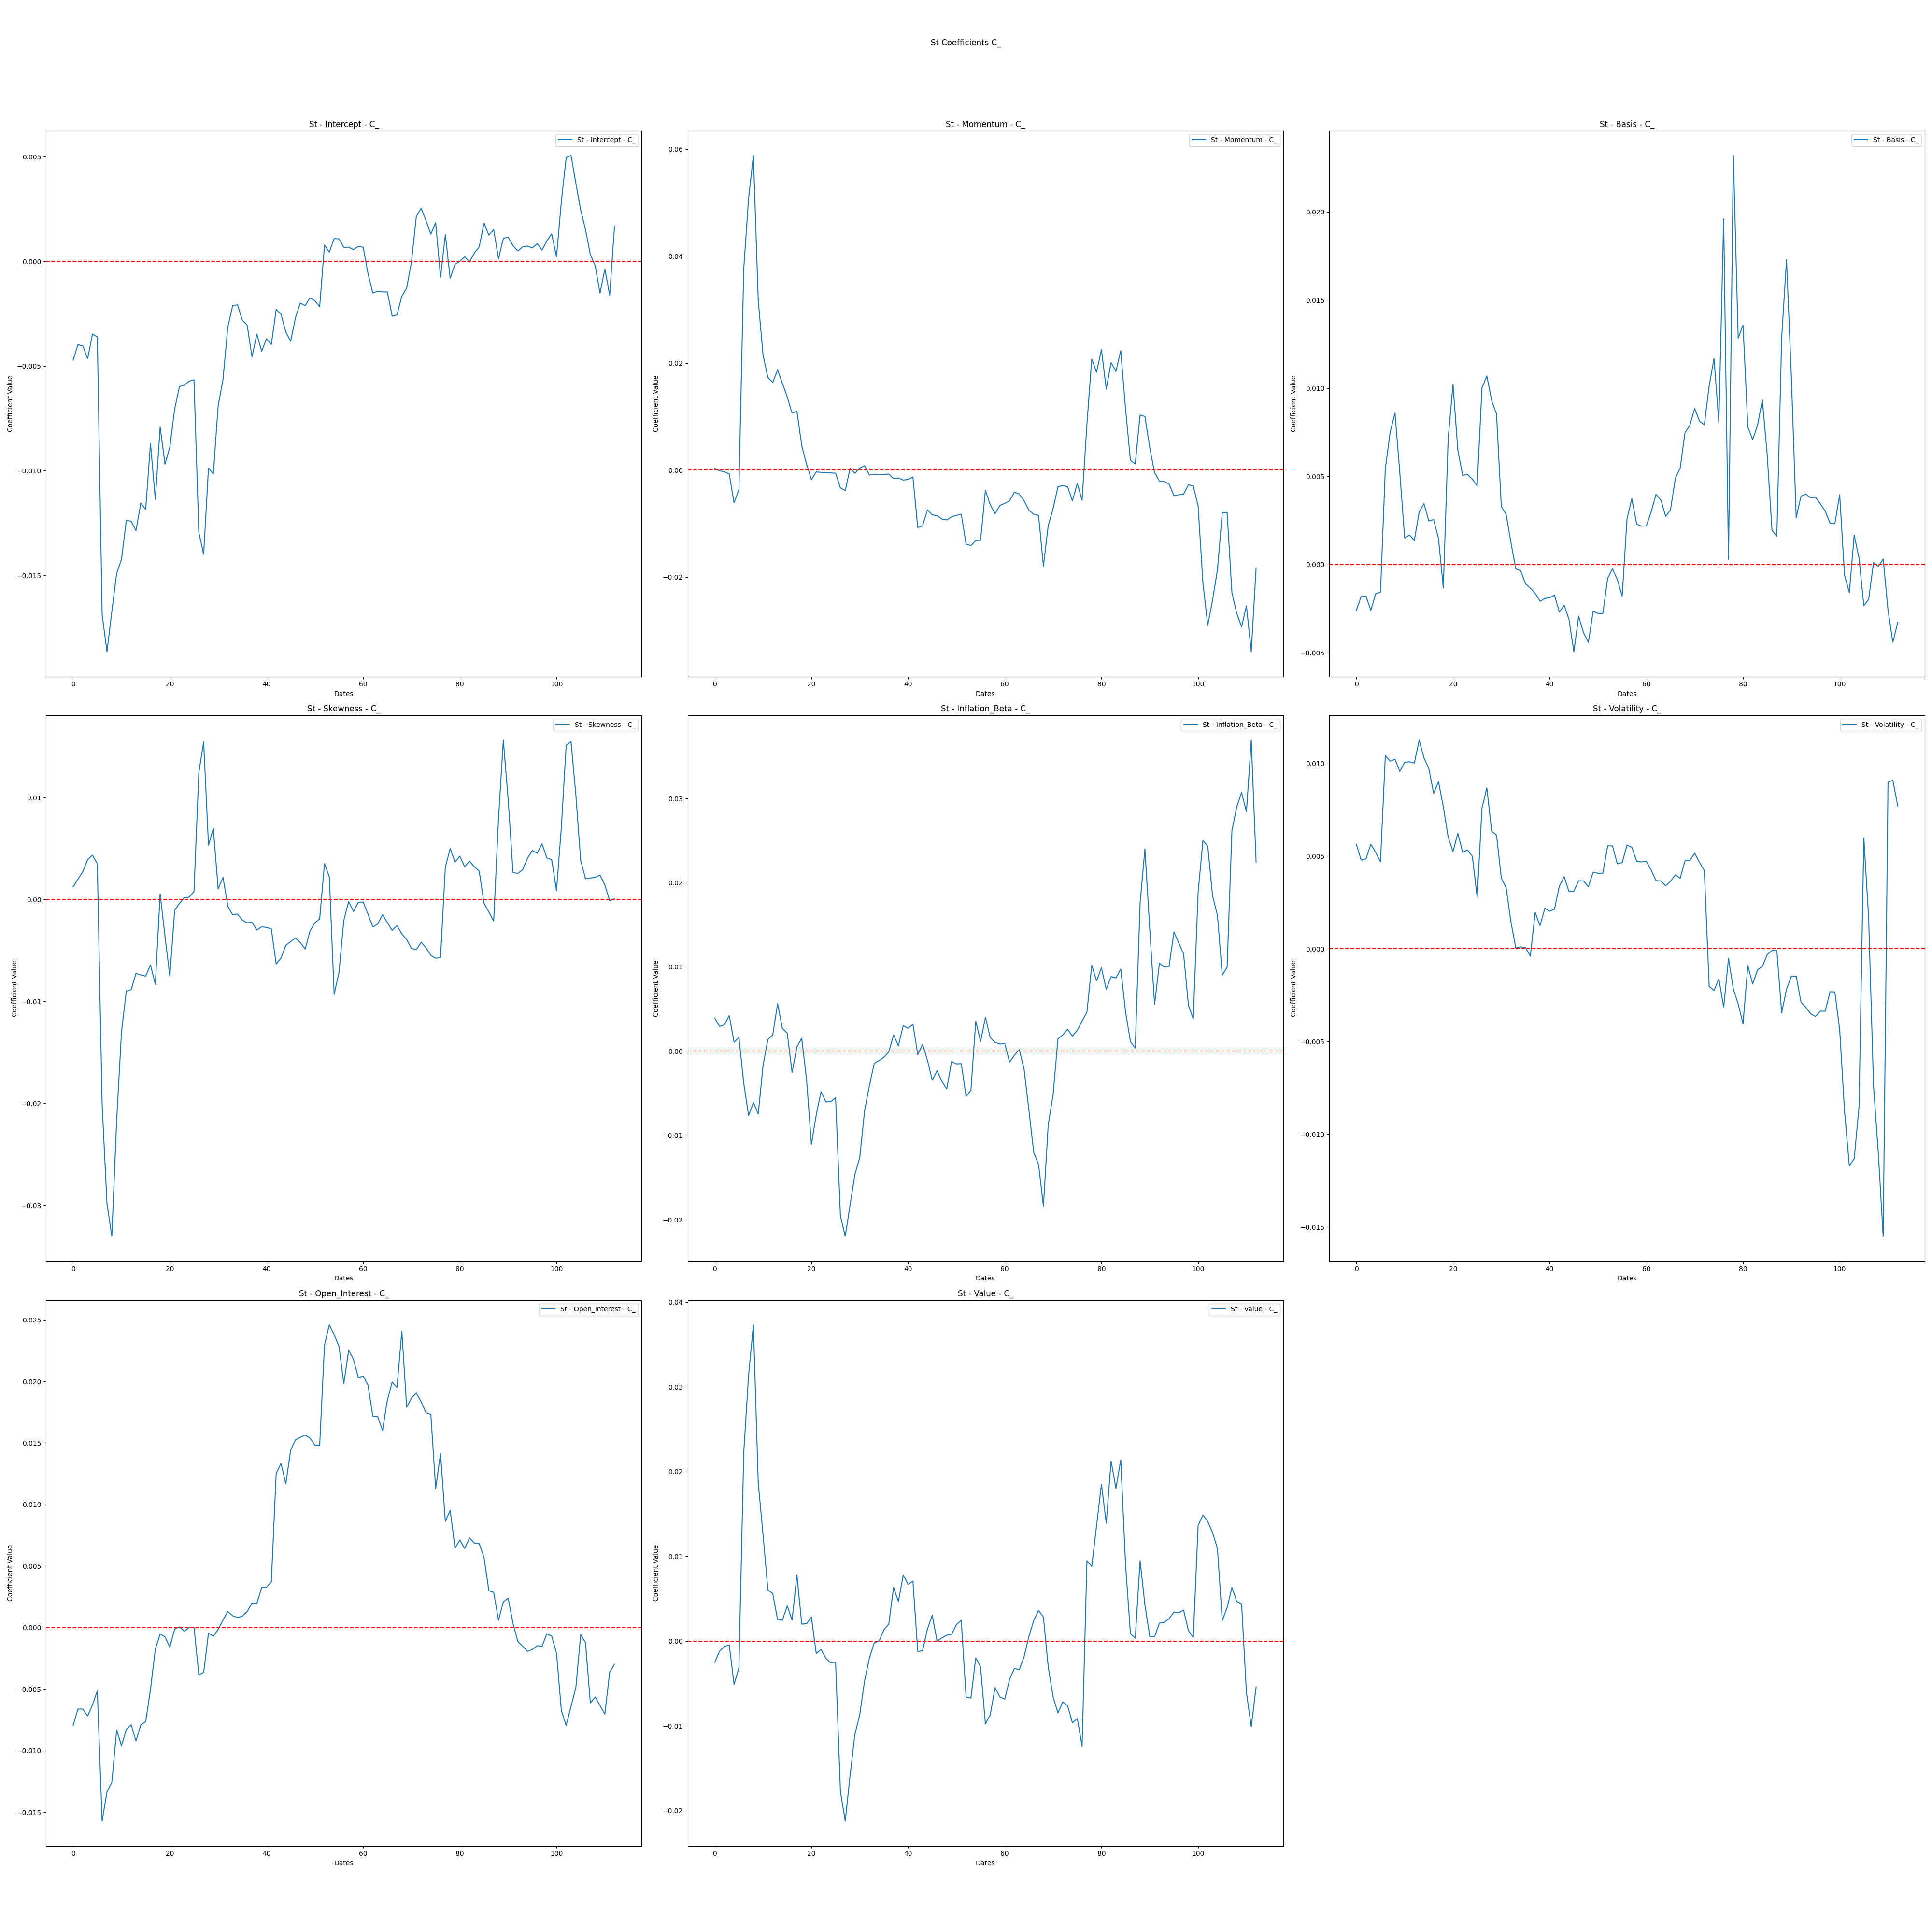 St Coefficients C_
St - Intercept - C_
St - Intercept - C_
0.005
0.000
−0.005
−0.010
−0.015
Coefficient Value
0 20 40 60 80 100
Dates
St - Momentum - C_
St - Momentum - C_
0.06
0.04
0.02
0.00
−0.02
Coefficient Value
0 20 40 60 80 100
Dates
St - Basis - C_
St - Basis - C_
0.020
0.015
0.010
0.005
0.000
−0.005
Coefficient Value
0 20 40 60 80 100
Dates
St - Skewness - C_
St - Skewness - C_
0.01
0.00
−0.01
−0.02
−0.03
Coefficient Value
0 20 40 60 80 100
Dates
St - Inflation_Beta - C_
St - Inflation_Beta - C_
0.03
0.02
0.01
0.00
−0.01
−0.02
Coefficient Value
0 20 40 60 80 100
Dates
St - Volatility - C_
St - Volatility - C_
0.010
0.005
0.000
−0.005
−0.010
−0.015
Coefficient Value
0 20 40 60 80 100
Dates
St - Open_Interest - C_
St - Open_Interest - C_
0.025
0.020
0.015
0.010
0.005
0.000
−0.005
−0.010
−0.015
Coefficient Value
0 20 40 60 80 100
Dates
St - Value - C_
St - Value - C_
0.04
0.03
0.02
0.01
0.00
−0.01
−0.02
Coefficient Value
0 20 40 60 80 100
Dates